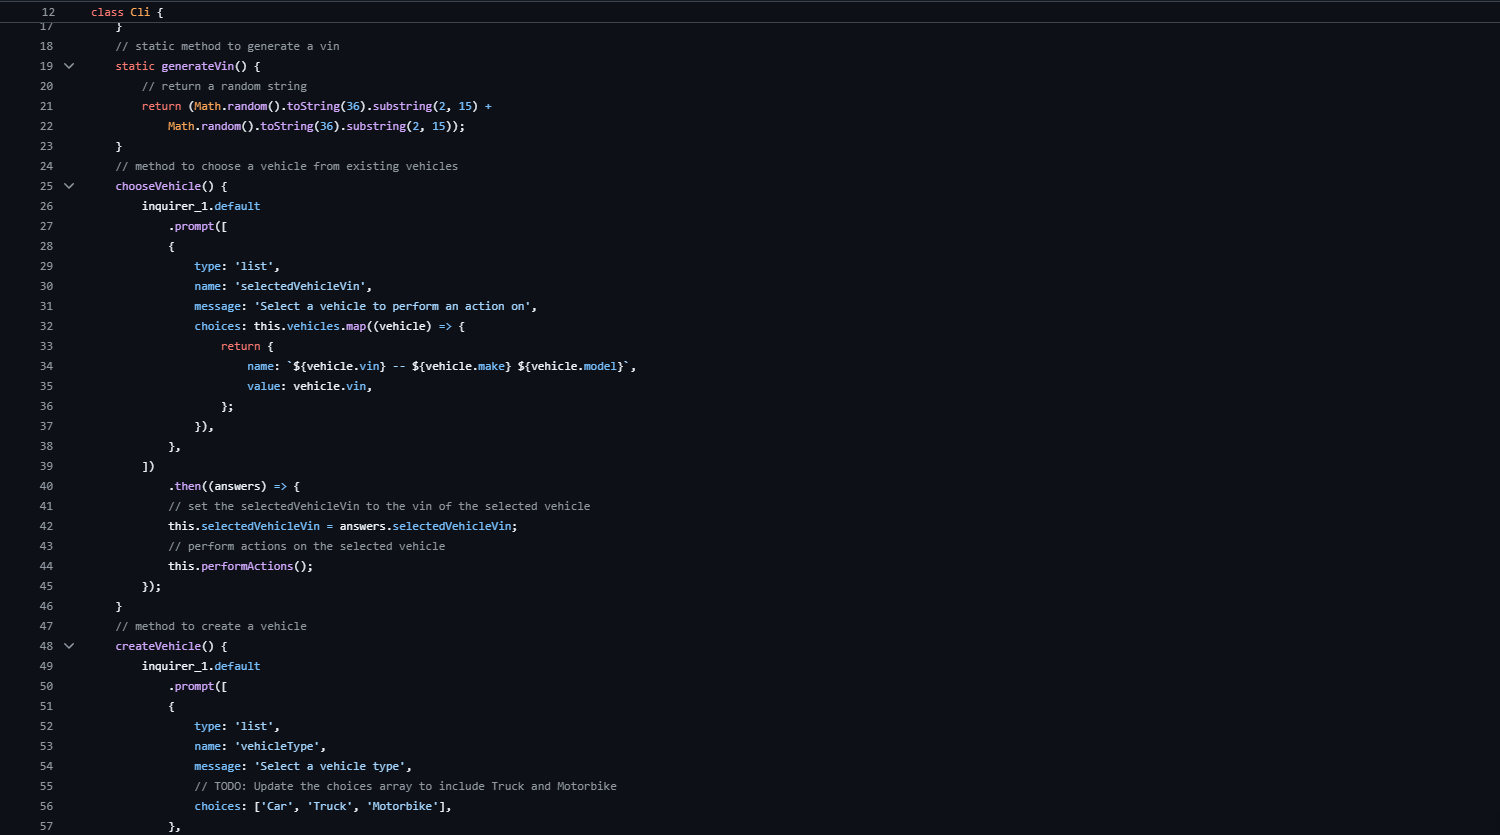 12 class Cli {
17 }
18 // static method to generate a vin
19 static generateVin() {
20 // return a random string
21 return (Math.random().toString(36).substring(2, 15) +
22 Math.random().toString(36).substring(2, 15));
23 }
24 // method to choose a vehicle from existing vehicles
25 chooseVehicle() {
26 inquirer_1.default
27 .prompt([
28 {
29 type: 'list',
30 name: 'selectedVehicleVin',
31 message: 'Select a vehicle to perform an action on',
32 choices: this.vehicles.map((vehicle) => {
33 return {
34 name: `${vehicle.vin} -- ${vehicle.make} ${vehicle.model}`,
35 value: vehicle.vin,
36 };
37 }),
38 },
39 ])
40 .then((answers) => {
41 // set the selectedVehicleVin to the vin of the selected vehicle
42 this.selectedVehicleVin = answers.selectedVehicleVin;
43 // perform actions on the selected vehicle
44 this.performActions();
45 });
46 }
47 // method to create a vehicle
48 createVehicle() {
49 inquirer_1.default
50 .prompt([
51 {
52 type: 'list',
53 name: 'vehicleType',
54 message: 'Select a vehicle type',
55 // TODO: Update the choices array to include Truck and Motorbike
56 choices: ['Car', 'Truck', 'Motorbike'],
57 },